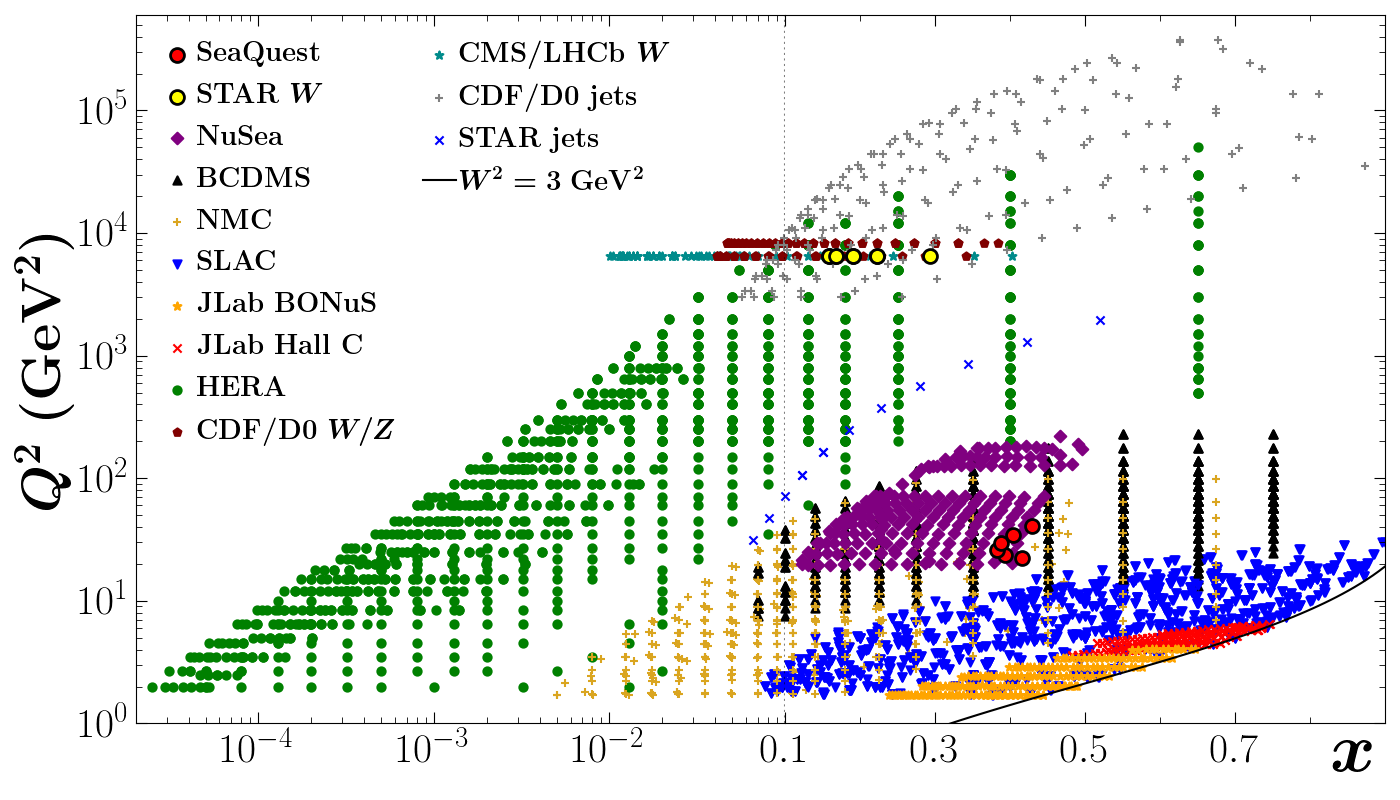 SeaQuest
STAR W
NuSea
BCDMS
NMC
SLAC
JLab BONuS
JLab Hall C
HERA
CDF/D0 W/Z
CMS/LHCb W
CDF/D0 jets
STAR jets
W² = 3 GeV²
Q² (GeV²)
10⁵
10⁴
10³
10²
10¹
10⁰
10⁻⁴ 10⁻³ 10⁻² 0.1 0.3 0.5 0.7 x